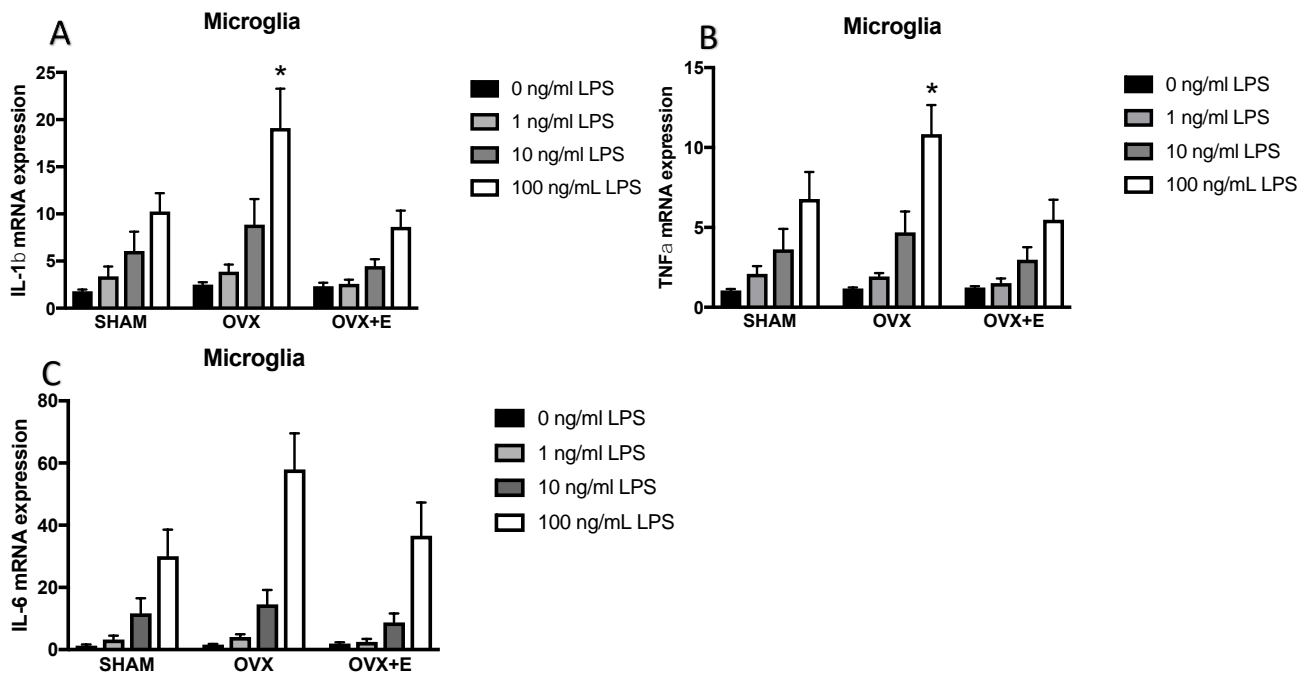 A
Microglia
IL-1b mRNA expression
25
20
15
10
5
0
*
SHAM
OVX
OVX+E
0 ng/ml LPS
1 ng/ml LPS
10 ng/ml LPS
100 ng/mL LPS
B
Microglia
TNFa mRNA expression
15
10
5
0
*
SHAM
OVX
OVX+E
0 ng/ml LPS
1 ng/ml LPS
10 ng/ml LPS
100 ng/mL LPS
C
Microglia
IL-6 mRNA expression
80
60
40
20
0
SHAM
OVX
OVX+E
0 ng/ml LPS
1 ng/ml LPS
10 ng/ml LPS
100 ng/mL LPS